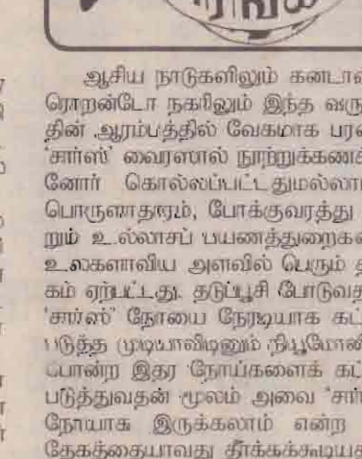 ஆசிய நாடுகளிலும் கனடாவ
ரொறன்டோ நகரிலும் இந்த வரு
தின் ஆரம்பத்தில் வேகமாக பரவ
'சார்ஸ்' வைரஸால் நூற்றுக்கணக்
னோர் கொல்லப்பட்டதுமல்லா
பொருளாதாரம், போக்குவரத்து
றும் உல்லாசப் பயணத்துறைகள
உலகளாவிய அளவில் பெரும் த
கம் ஏற்பட்டது. தடுப்பூசி போடுவத
'சார்ஸ்' நோயை நேரடியாக கட்
படுத்த முடியாவிடினும் நியூமோனி
போன்ற இதர நோய்களைக் கட்
படுத்துவதன் மூலம் அவை 'சார்
நோயாக இருக்கலாம் என்ற
தேகத்தையாவது தீர்க்கக்கூடியத